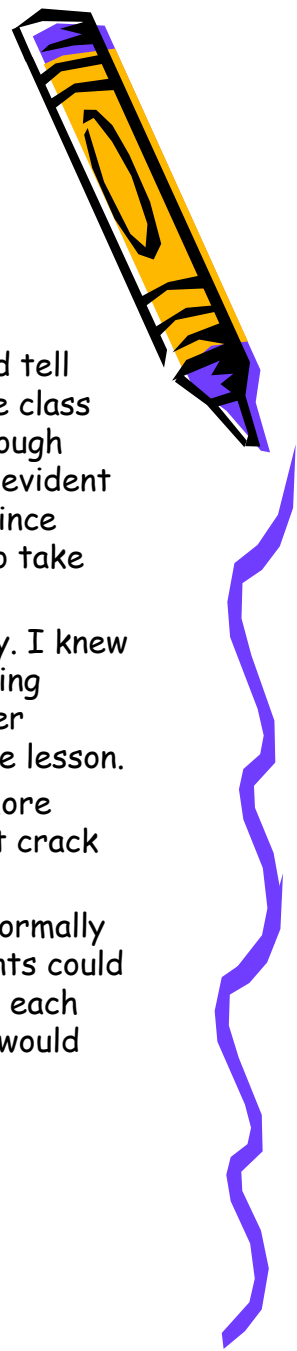 d tell
e class
ough
evident
ince
o take
y. I knew
ing
er
e lesson.
ore
t crack
ormally
nts could
each
would